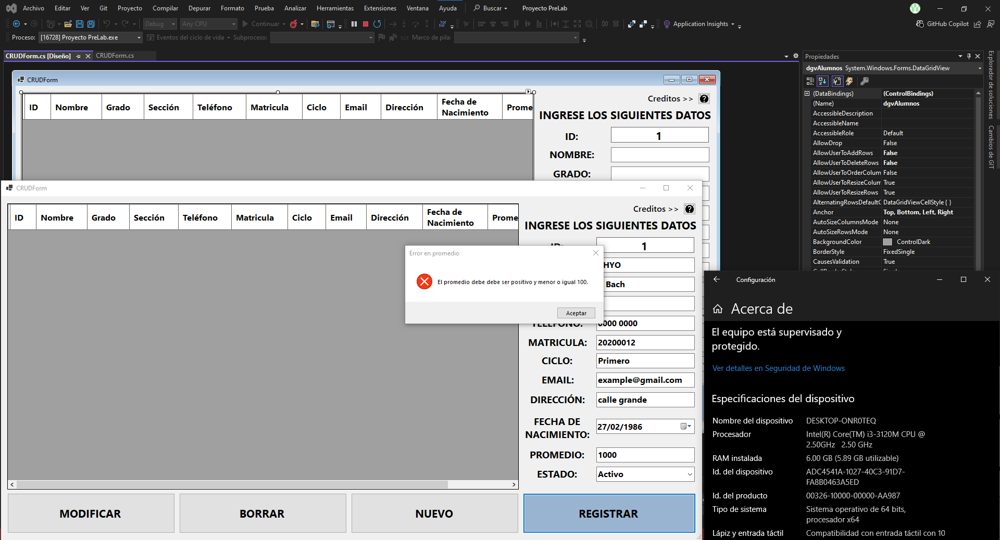 Archivo Editar Ver Git Proyecto Compilar Depurar Formato Prueba Analizar Herramientas Extensiones Ventana Ayuda Buscar Proyecto PreLab
Debug Any CPU Continuar Application Insights GitHub Copilot
Proceso: [16728] Proyecto PreLab.exe Eventos del ciclo de vida Subproceso: Marco de pila:
CRUDForm.cs [Diseño] CRUDForm.cs
CRUDForm
ID Nombre Grado Sección Teléfono Matricula Ciclo Email Dirección Fecha de Nacimiento Prome
Creditos >>
INGRESE LOS SIGUIENTES DATOS
ID: 1
NOMBRE:
GRADO:
CRUDForm
ID Nombre Grado Sección Teléfono Matricula Ciclo Email Dirección Fecha de Nacimiento Prome
Creditos >>
INGRESE LOS SIGUIENTES DATOS
1
HYO
Bach
TELÉFONO: 0000 0000
MATRICULA: 20200012
CICLO: Primero
EMAIL: example@gmail.com
DIRECCIÓN: calle grande
FECHA DE
NACIMIENTO: 27/02/1986
PROMEDIO: 1000
ESTADO: Activo
MODIFICAR BORRAR NUEVO REGISTRAR
Error en promedio
El promedio debe debe ser positivo y menor o igual 100.
Aceptar
Propiedades
dgvAlumnos System.Windows.Forms.DataGridView
(DataBindings) (ControlBindings)
(Name) dgvAlumnos
AccessibleDescription
AccessibleName
AccessibleRole Default
AllowDrop False
AllowUserToAddRows False
AllowUserToDeleteRows False
AllowUserToOrderColum False
AllowUserToResizeColum True
AllowUserToResizeRows True
AlternatingRowsDefaultC DataGridViewCellStyle { }
Anchor Top, Bottom, Left, Right
AutoSizeColumnsMode None
AutoSizeRowsMode None
BackgroundColor ControlDark
BorderStyle FixedSingle
CausesValidation True
Explorador de soluciones
Cambios de GIT
Configuración
Acerca de
El equipo está supervisado y
protegido.
Ver detalles en Seguridad de Windows
Especificaciones del dispositivo
Nombre del dispositivo DESKTOP-ONR0TEQ
Procesador Intel(R) Core(TM) i3-3120M CPU @
2.50GHz 2.50 GHz
RAM instalada 6.00 GB (5.89 GB utilizable)
Id. del dispositivo ADC4541A-1027-40C3-91D7-
FA8B0463A5ED
Id. del producto 00326-10000-00000-AA987
Tipo de sistema Sistema operativo de 64 bits,
procesador x64
Lápiz y entrada táctil Compatibilidad con entrada táctil con 10